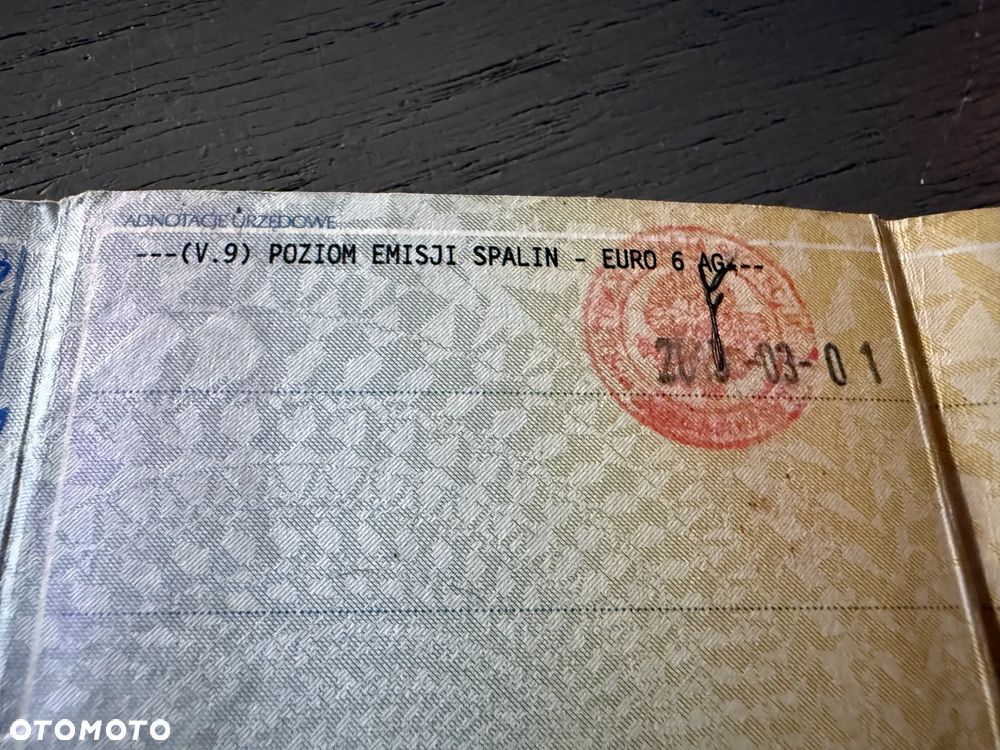 ADNOTACJE URZĘDOWE
---(V.9) POZIOM EMISJI SPALIN - EURO 6 AG---
-03-01
OTOMOTO